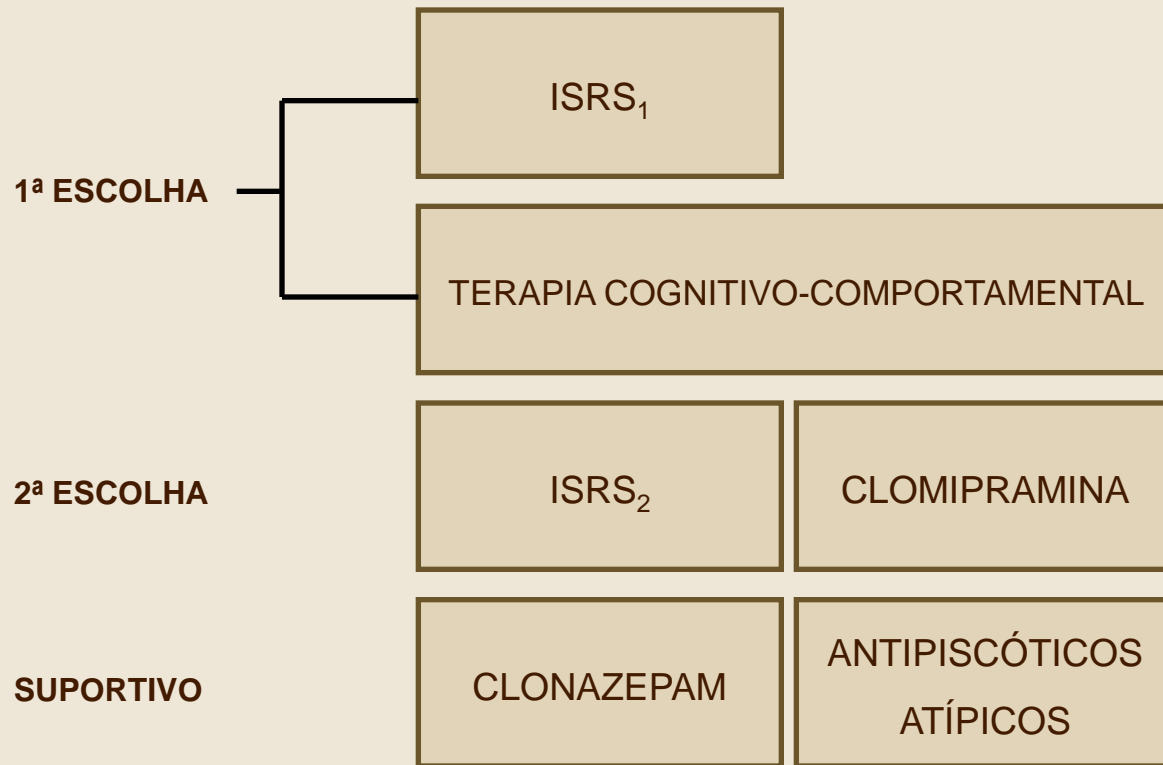 ISRS₁
1ª ESCOLHA
TERAPIA COGNITIVO-COMPORTAMENTAL
2ª ESCOLHA
ISRS₂
CLOMIPRAMINA
SUPORTIVO
CLONAZEPAM
ANTIPISCÓTICOS
ATÍPICOS